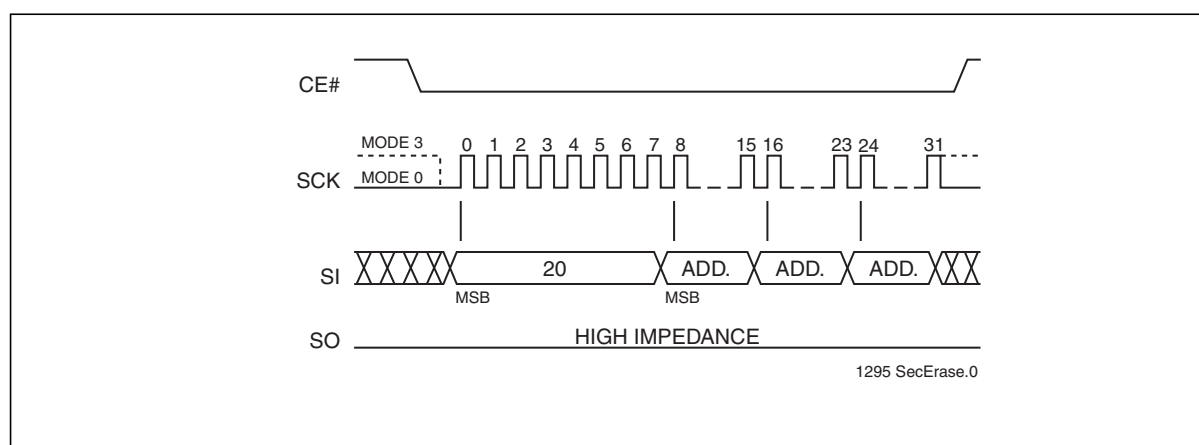 CE#
MODE 3
0 1 2 3 4 5 6 7 8 15 16 23 24 31
SCK
MODE 0
SI
20 ADD. ADD. ADD.
MSB MSB
SO
HIGH IMPEDANCE
1295 SecErase.0